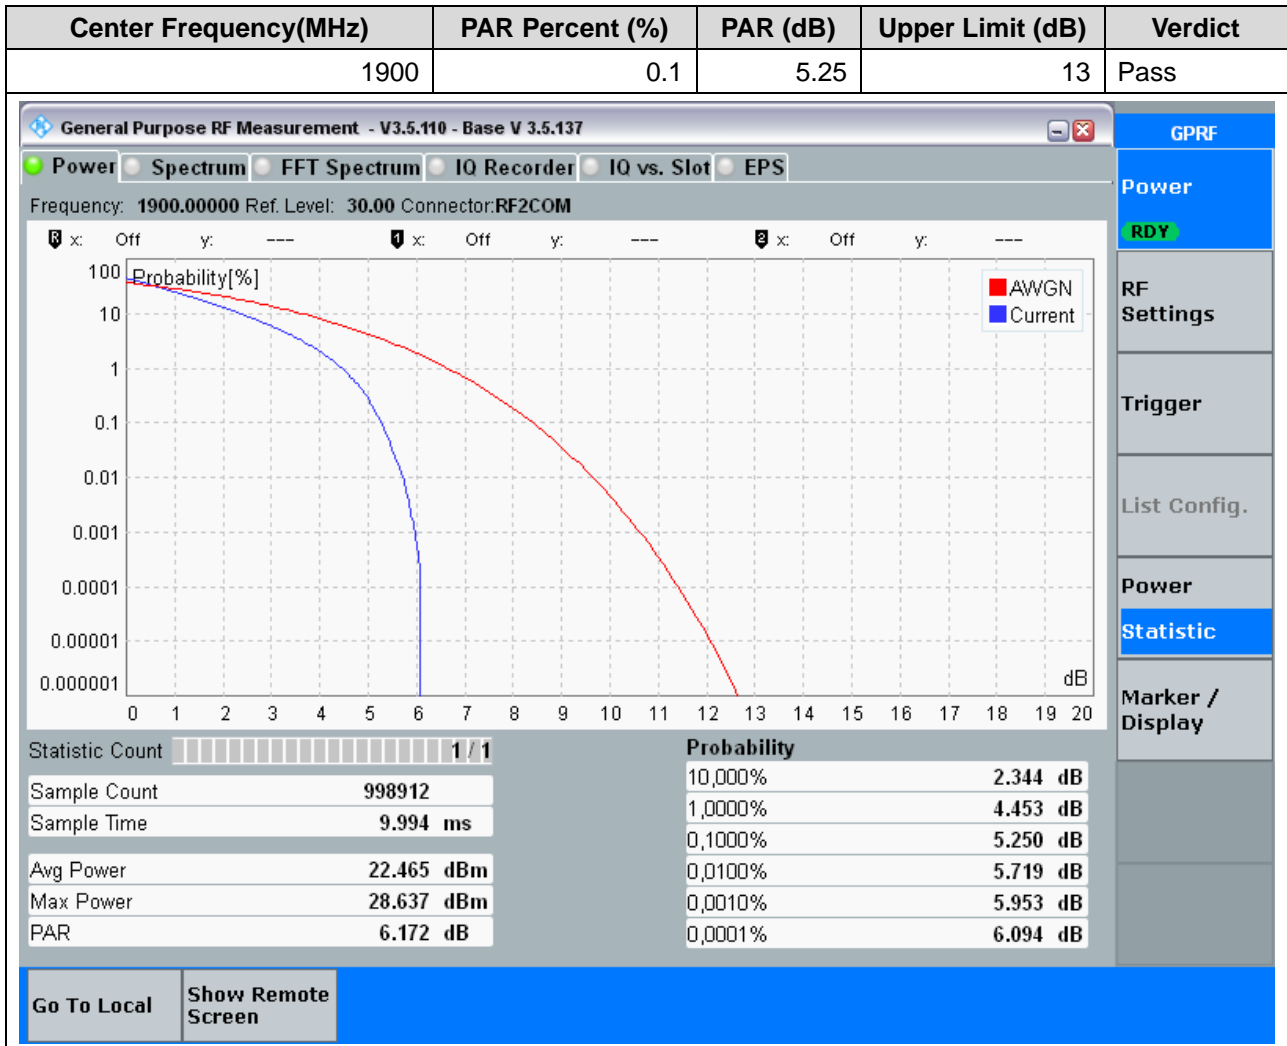 Center Frequency(MHz) PAR Percent (%) PAR (dB) Upper Limit (dB) Verdict
1900 0.1 5.25 13 Pass
General Purpose RF Measurement - V3.5.110 - Base V 3.5.137
GPRF
Power Spectrum FFT Spectrum IQ Recorder IQ vs. Slot EPS
Frequency: 1900.00000 Ref. Level: 30.00 Connector:RF2COM
Power
RDY
R x: Off y: --- 1 x: Off y: --- 2 x: Off y: ---
Probability[%]
AWGN
Current
100
10
1
0.1
0.01
0.001
0.0001
0.00001
0.000001
dB
0 1 2 3 4 5 6 7 8 9 10 11 12 13 14 15 16 17 18 19 20
RF
Settings
Trigger
List Config.
Power
Statistic
Marker /
Display
Statistic Count 1 / 1
Sample Count 998912
Sample Time 9.994 ms
Avg Power 22.465 dBm
Max Power 28.637 dBm
PAR 6.172 dB
Probability
10,000% 2.344 dB
1,0000% 4.453 dB
0,1000% 5.250 dB
0,0100% 5.719 dB
0,0010% 5.953 dB
0,0001% 6.094 dB
Go To Local
Show Remote
Screen